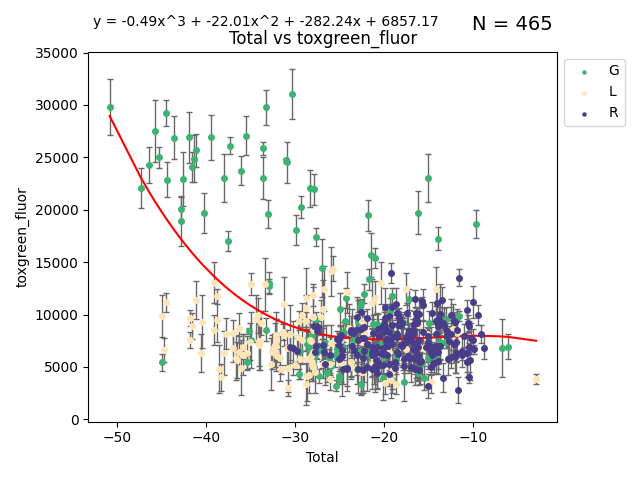 y = -0.49x^3 + -22.01x^2 + -282.24x + 6857.17
N = 465
Total vs toxgreen_fluor
35000
30000
25000
20000
15000
10000
5000
0
toxgreen_fluor
−50
−40
−30
−20
−10
Total
G
L
R